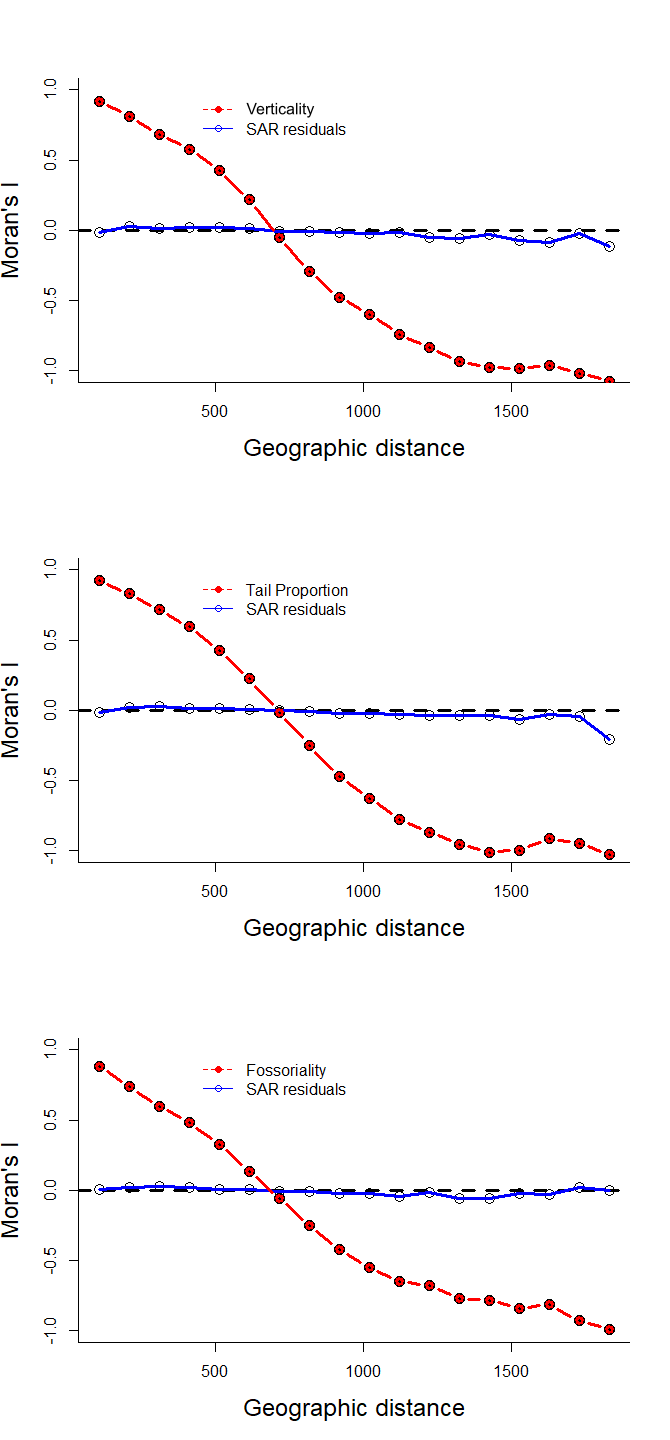 Moran's I
1.0
0.5
0.0
-0.5
-1.0
Verticality
SAR residuals
500 1000 1500
Geographic distance
Moran's I
1.0
0.5
0.0
-0.5
-1.0
Tail Proportion
SAR residuals
500 1000 1500
Geographic distance
Moran's I
1.0
0.5
0.0
-0.5
-1.0
Fossoriality
SAR residuals
500 1000 1500
Geographic distance